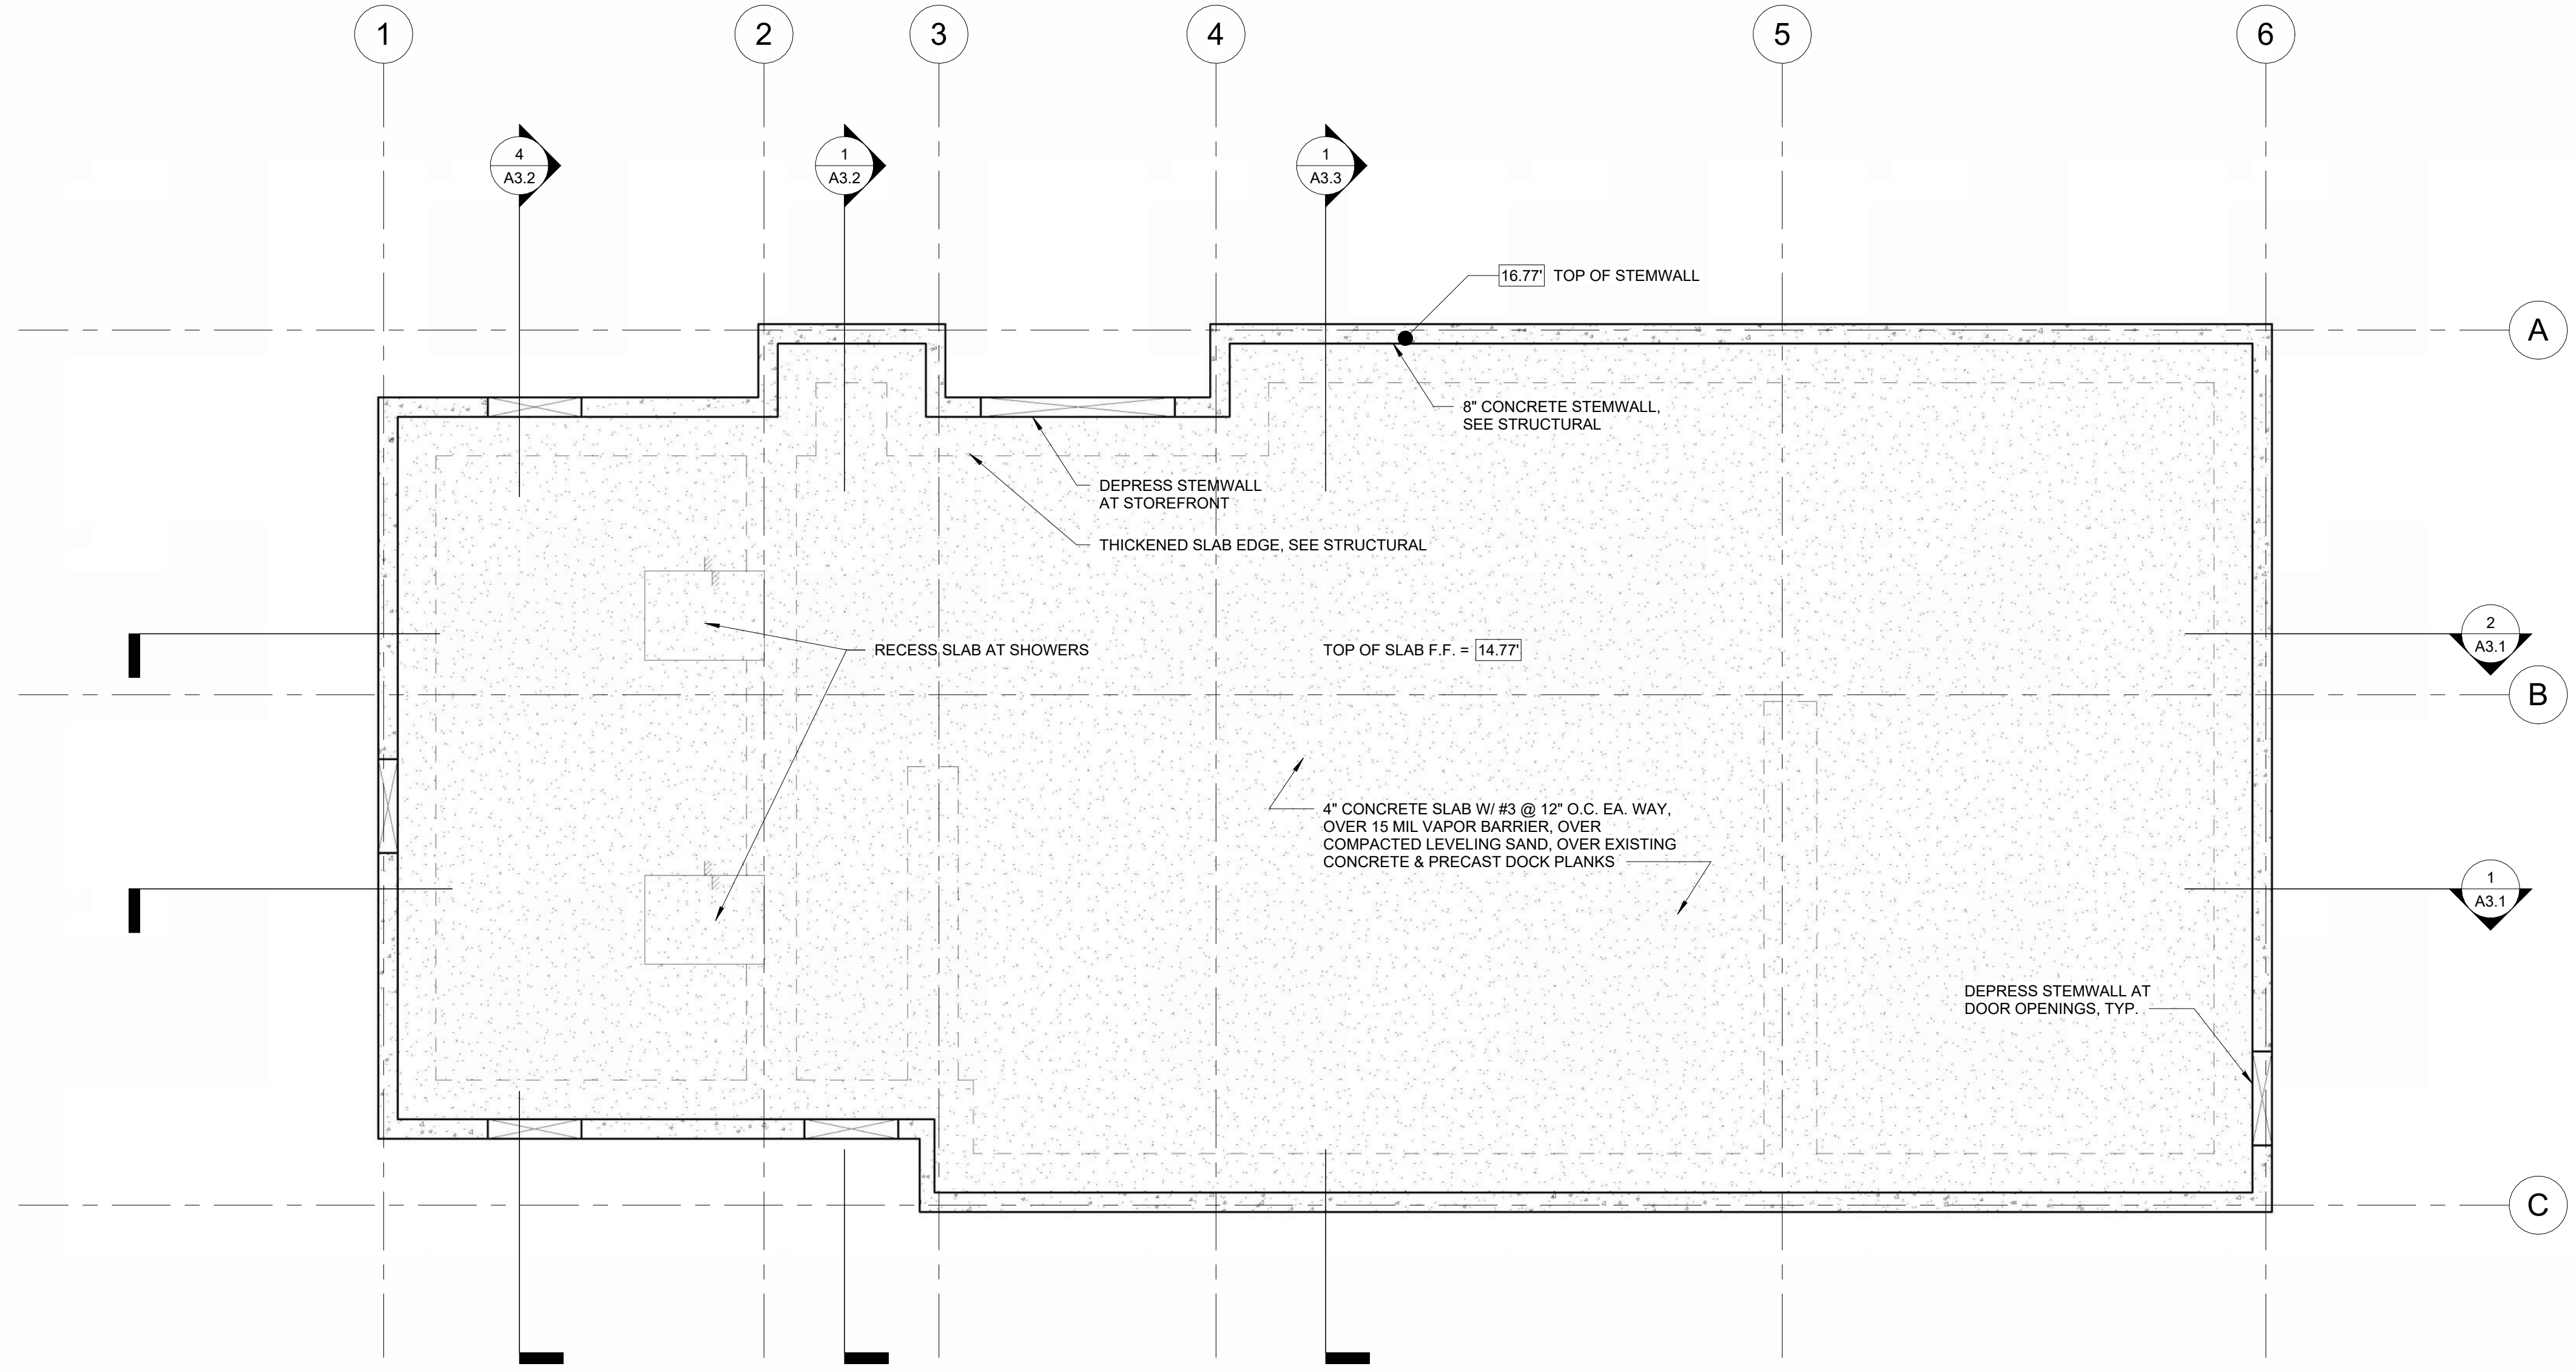 1
2
3
4
5
6
4
A3.2
1
A3.2
1
A3.3
16.77' TOP OF STEMWALL
A
8" CONCRETE STEMWALL,
SEE STRUCTURAL
DEPRESS STEMWALL
AT STOREFRONT
THICKENED SLAB EDGE, SEE STRUCTURAL
RECESS SLAB AT SHOWERS
TOP OF SLAB F.F. = 14.77'
2
A3.1
B
4" CONCRETE SLAB W/ #3 @ 12" O.C. EA. WAY,
OVER 15 MIL VAPOR BARRIER, OVER
COMPACTED LEVELING SAND, OVER EXISTING
CONCRETE & PRECAST DOCK PLANKS
1
A3.1
DEPRESS STEMWALL AT
DOOR OPENINGS, TYP.
C